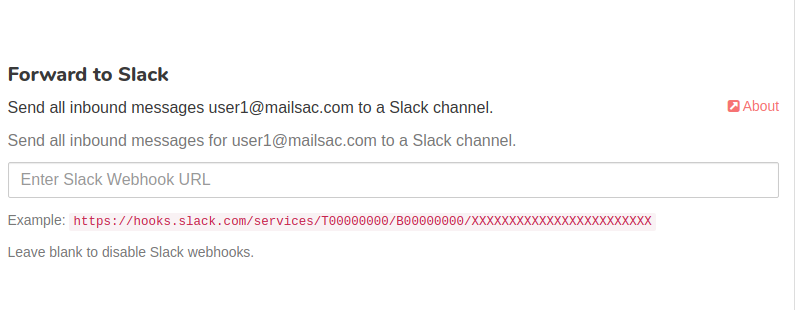 Forward to Slack
Send all inbound messages user1@mailsac.com to a Slack channel.
About
Send all inbound messages for user1@mailsac.com to a Slack channel.
Enter Slack Webhook URL
Example: https://hooks.slack.com/services/T00000000/B00000000/XXXXXXXXXXXXXXXXXXXXXXXX
Leave blank to disable Slack webhooks.